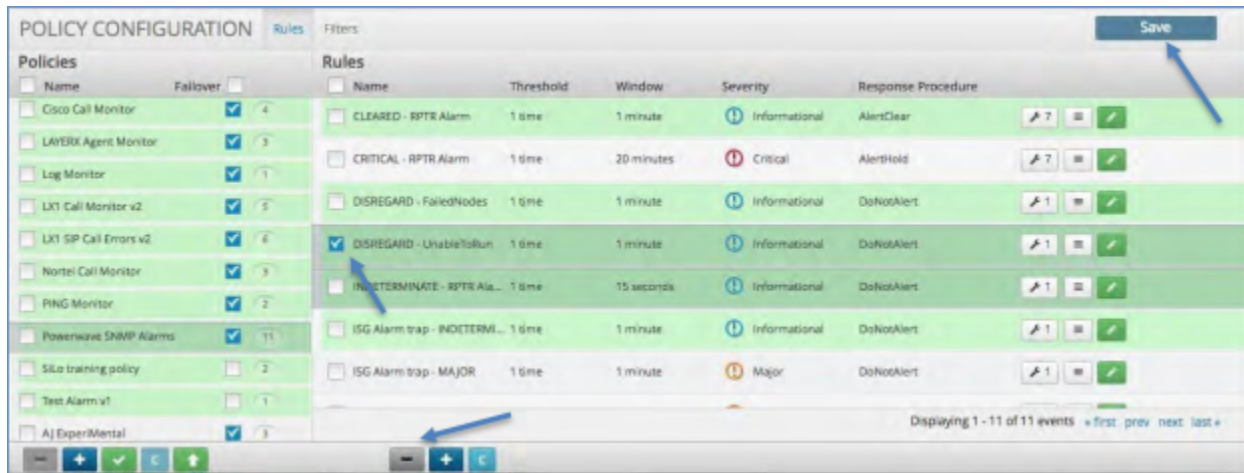 POLICY CONFIGURATION Rules Filters Save
Policies
Name Failover
Cisco Call Monitor 4
LAYERX Agent Monitor 3
Log Monitor 1
LX1 Call Monitor v2 5
LX1 SIP Call Errors v2 6
Nortel Call Monitor 3
PING Monitor 2
Powerwave SNMP Alarms 11
SiLo training policy 2
Test Alarm v1 1
AJ ExperiMental 3
Rules
Name Threshold Window Severity Response Procedure
CLEARED - RPTR Alarm 1 time 1 minute Informational AlertClear 7
CRITICAL - RPTR Alarm 1 time 20 minutes Critical AlertHold 7
DISREGARD - FailedNodes 1 time 1 minute Informational DoNotAlert 1
DISREGARD - UnableToRun 1 time 1 minute Informational DoNotAlert 1
INDETERMINATE - RPTR Ala... 1 time 15 seconds Informational DoNotAlert 1
ISG Alarm trap - INDETERMI... 1 time 1 minute Informational DoNotAlert 1
ISG Alarm trap - MAJOR 1 time 1 minute Major DoNotAlert 1
Displaying 1 - 11 of 11 events « first prev next last »
C
C